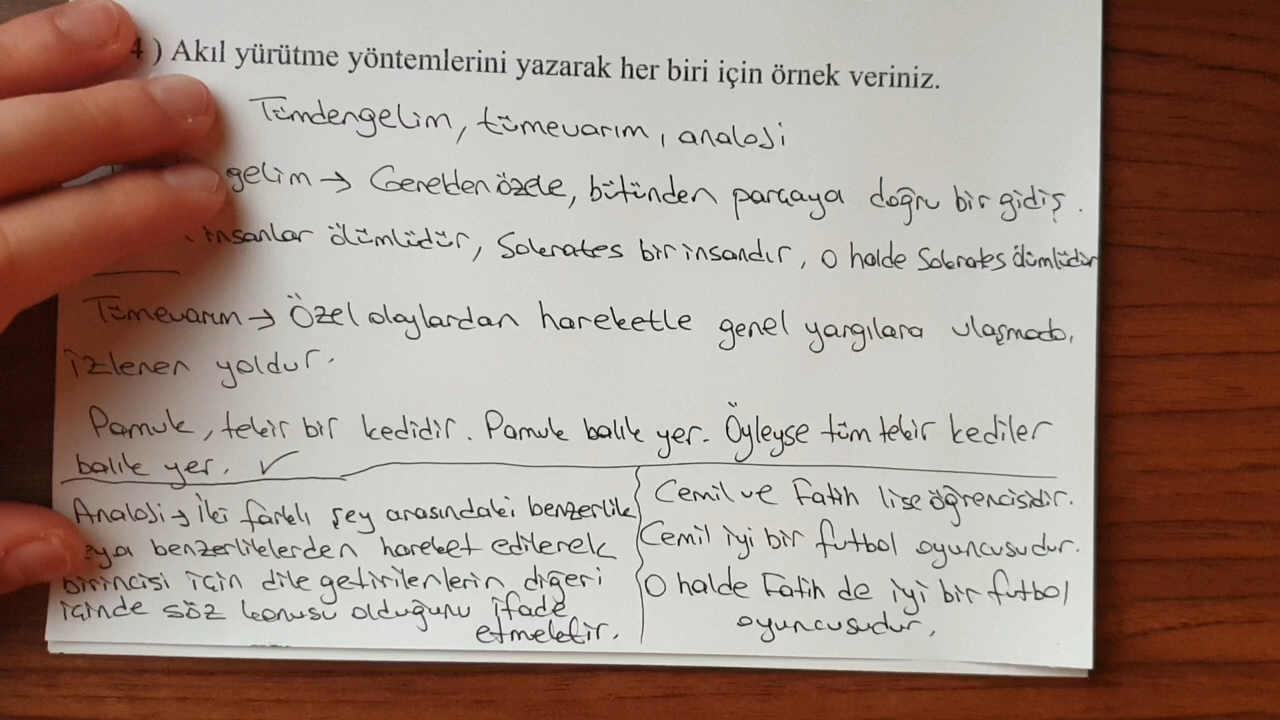 4 ) Akıl yürütme yöntemlerini yazarak her biri için örnek veriniz.
Tümdengelim, tümevarım, analoji
gelim → Genelden özele, bütünden parçaya doğru bir gidiş.
insanlar ölümlüdür, Sokrates bir insandır, o halde Sokrates ölümlüdür
Tümevarım → Özel olaylardan hareketle genel yargılara ulaşmada,
izlenen yoldur.
Pamuk, tekir bir kedidir. Pamuk balık yer. Öyleyse tüm tekir kediler
balık yer. ✓
Analoji → İki farklı şey arasındaki benzerlik
eya benzerliklerden hareket edilerek
birincisi için dile getirilenlerin diğeri
içinde söz konusu olduğunu ifade
etmektir.
Cemil ve Fatih lise öğrencisidir.
Cemil iyi bir futbol oyuncusudur.
O halde Fatih de iyi bir futbol
oyuncusudur.